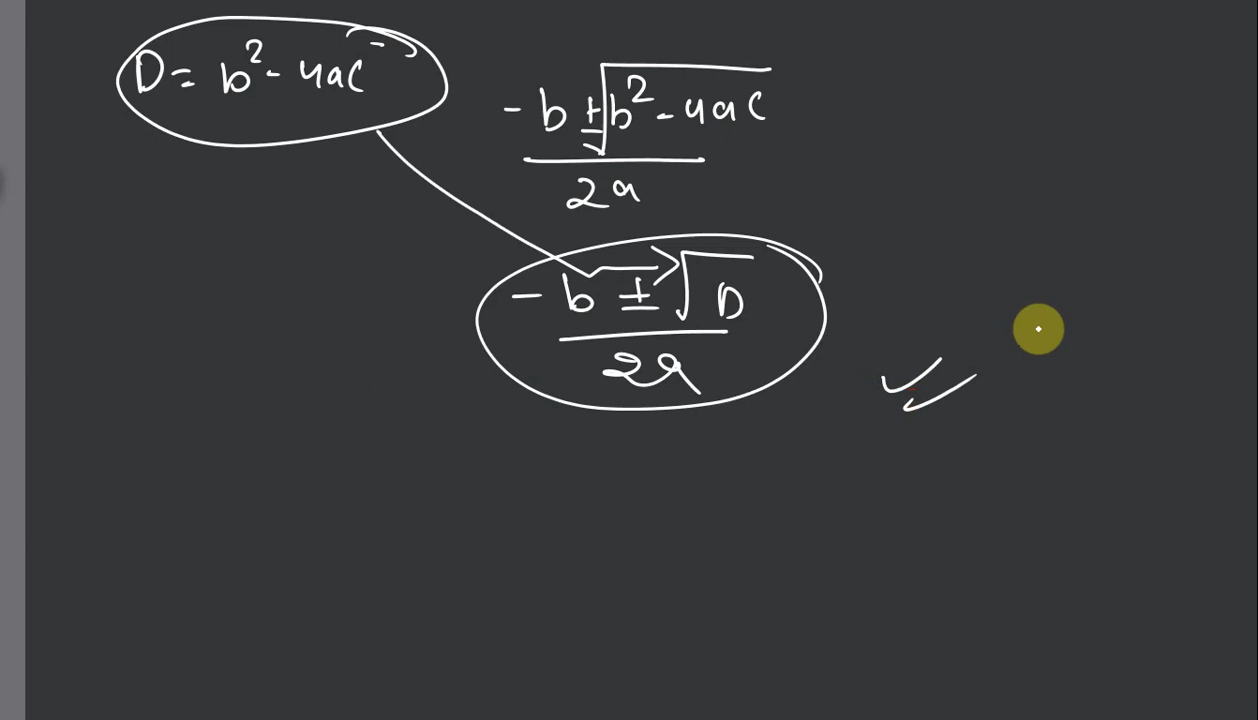 D = b² - 4ac
-b ± √b² - 4ac
2a
-b ± √D
2a